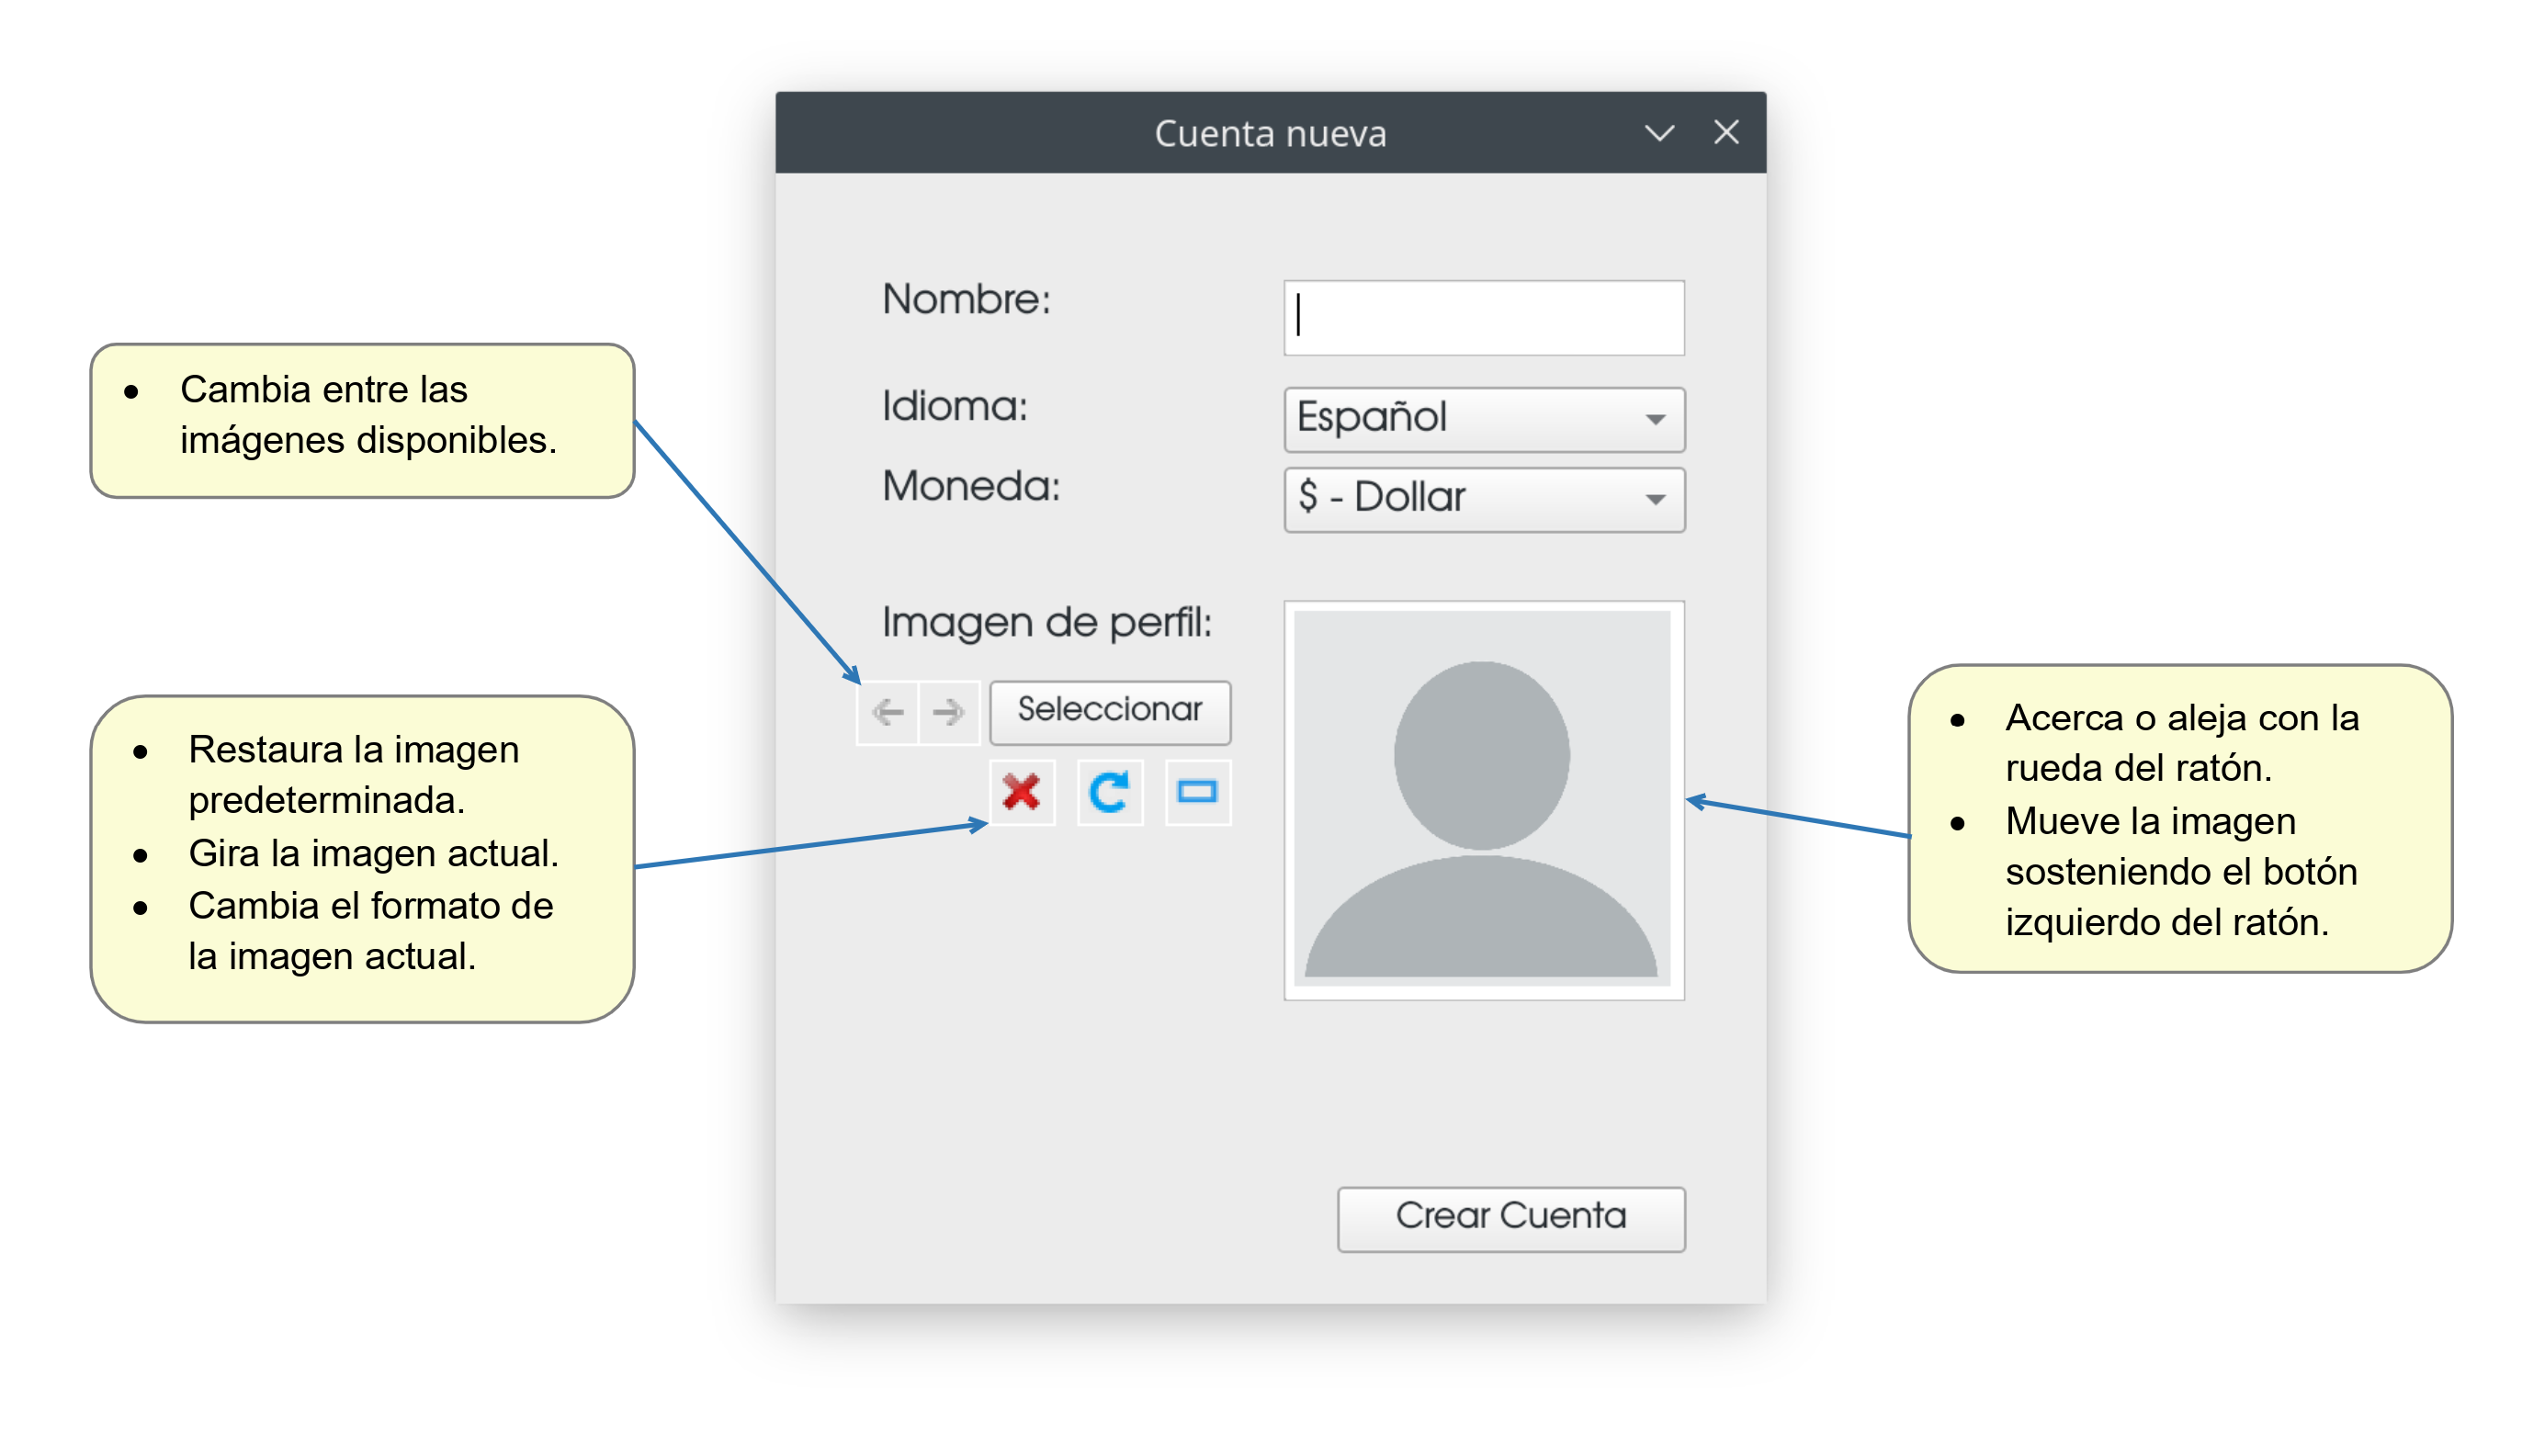 Cuenta nueva
Nombre:
Idioma:
Español
Moneda:
$ - Dollar
Imagen de perfil:
Seleccionar
Crear Cuenta
● Cambia entre las
imágenes disponibles.
● Restaura la imagen
predeterminada.
● Gira la imagen actual.
● Cambia el formato de
la imagen actual.
● Acerca o aleja con la
rueda del ratón.
● Mueve la imagen
sosteniendo el botón
izquierdo del ratón.